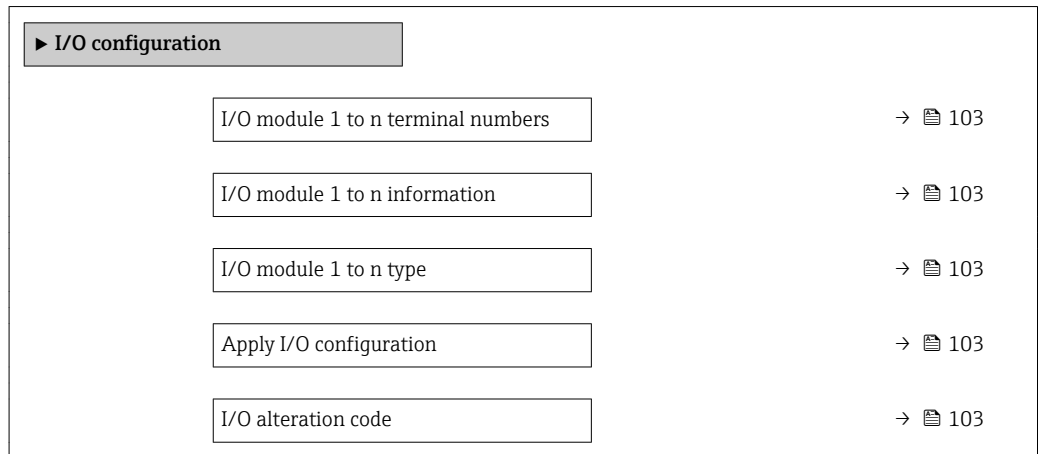 ► I/O configuration
I/O module 1 to n terminal numbers → 103
I/O module 1 to n information → 103
I/O module 1 to n type → 103
Apply I/O configuration → 103
I/O alteration code → 103